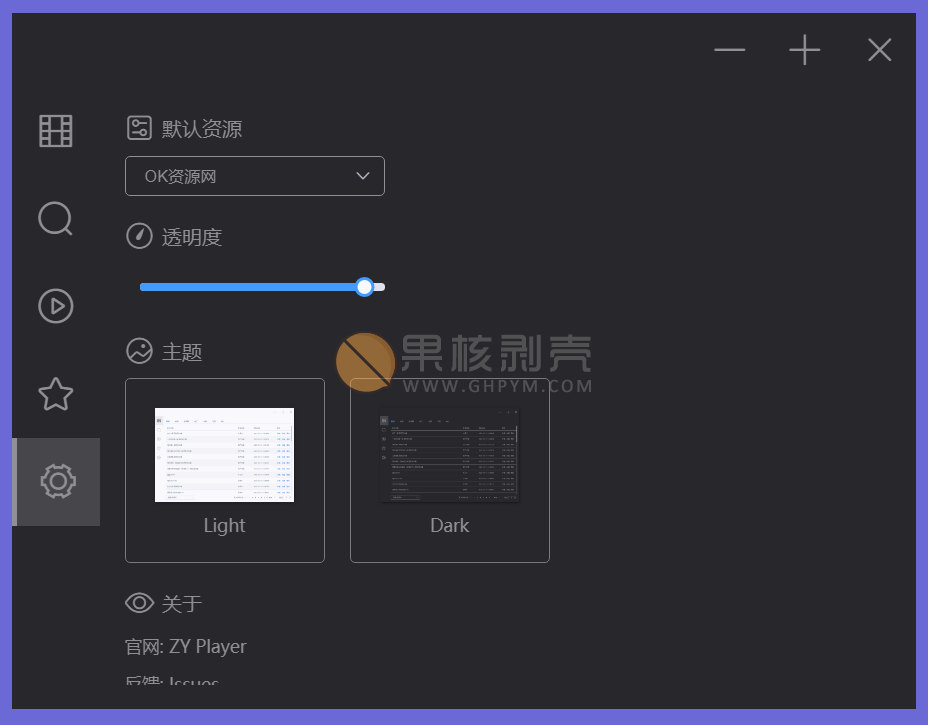 默认资源
OK资源网
透明度
果核剥壳
WWW.GHPYM.COM
主题
Light
Dark
关于
官网: ZY Player
反馈: Issues